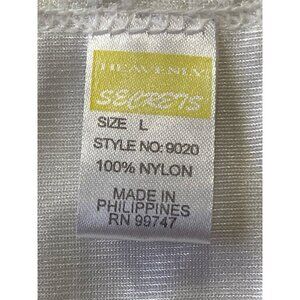 HEAVENLY
SECRETS
SIZE L
STYLE NO: 9020
100% NYLON
MADE IN
PHILIPPINES
RN 99747